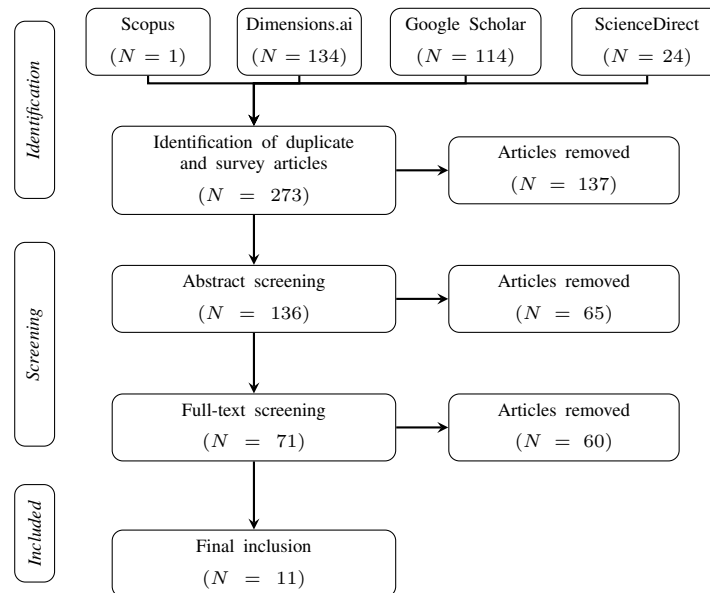 Scopus
(N = 1)
Dimensions.ai
(N = 134)
Google Scholar
(N = 114)
ScienceDirect
(N = 24)
Identification
Identification of duplicate
and survey articles
(N = 273)
Articles removed
(N = 137)
Screening
Abstract screening
(N = 136)
Articles removed
(N = 65)
Full-text screening
(N = 71)
Articles removed
(N = 60)
Included
Final inclusion
(N = 11)